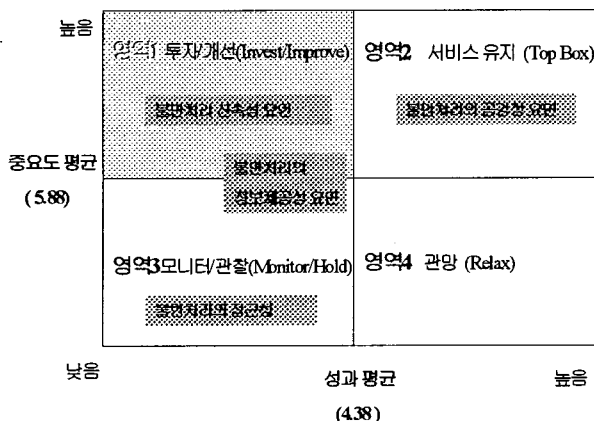 높음
영역1 투자/개선(Invest/Improve)
영역2 서비스 유지 (Top Box)
불만처리 신속성 요인
불만처리의 공정성 요인
중요도 평균
(5.88)
불만처리의
정보제공성 요인
영역3모니터/관찰(Monitor/Hold)
영역4 관망 (Relax)
불만처리의 접근성
낮음
성과 평균
높음
(4.38)